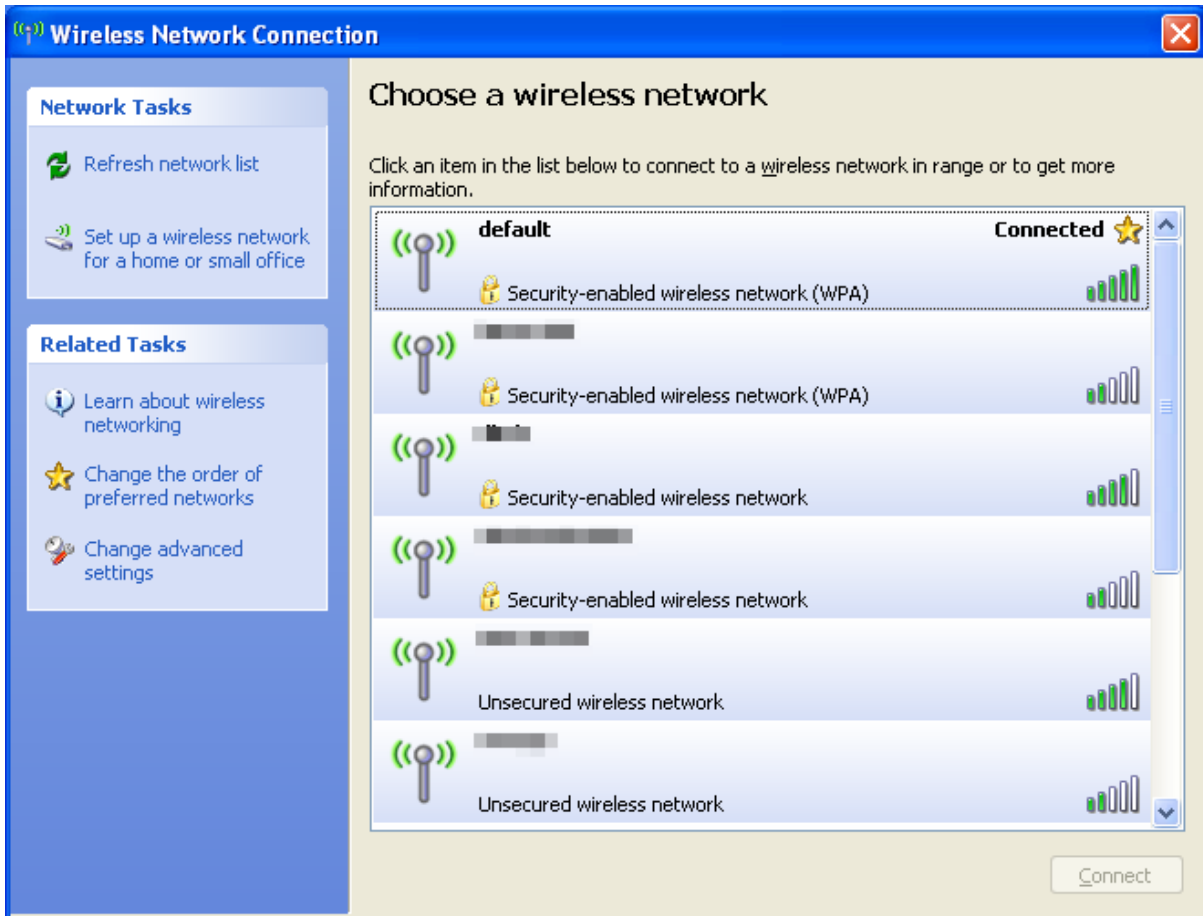 Wireless Network Connection
Network Tasks
Refresh network list
Set up a wireless network
for a home or small office
Related Tasks
Learn about wireless
networking
Change the order of
preferred networks
Change advanced
settings
Choose a wireless network
Click an item in the list below to connect to a wireless network in range or to get more
information.
default Connected
Security-enabled wireless network (WPA)
Security-enabled wireless network (WPA)
Security-enabled wireless network
Security-enabled wireless network
Unsecured wireless network
Unsecured wireless network
Connect